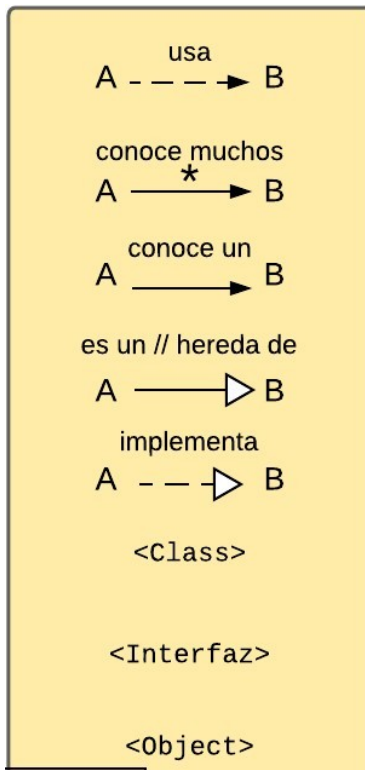 usa
A B
conoce muchos
A * B
conoce un
A B
es un // hereda de
A B
implementa
A B
<Class>
<Interfaz>
<Object>